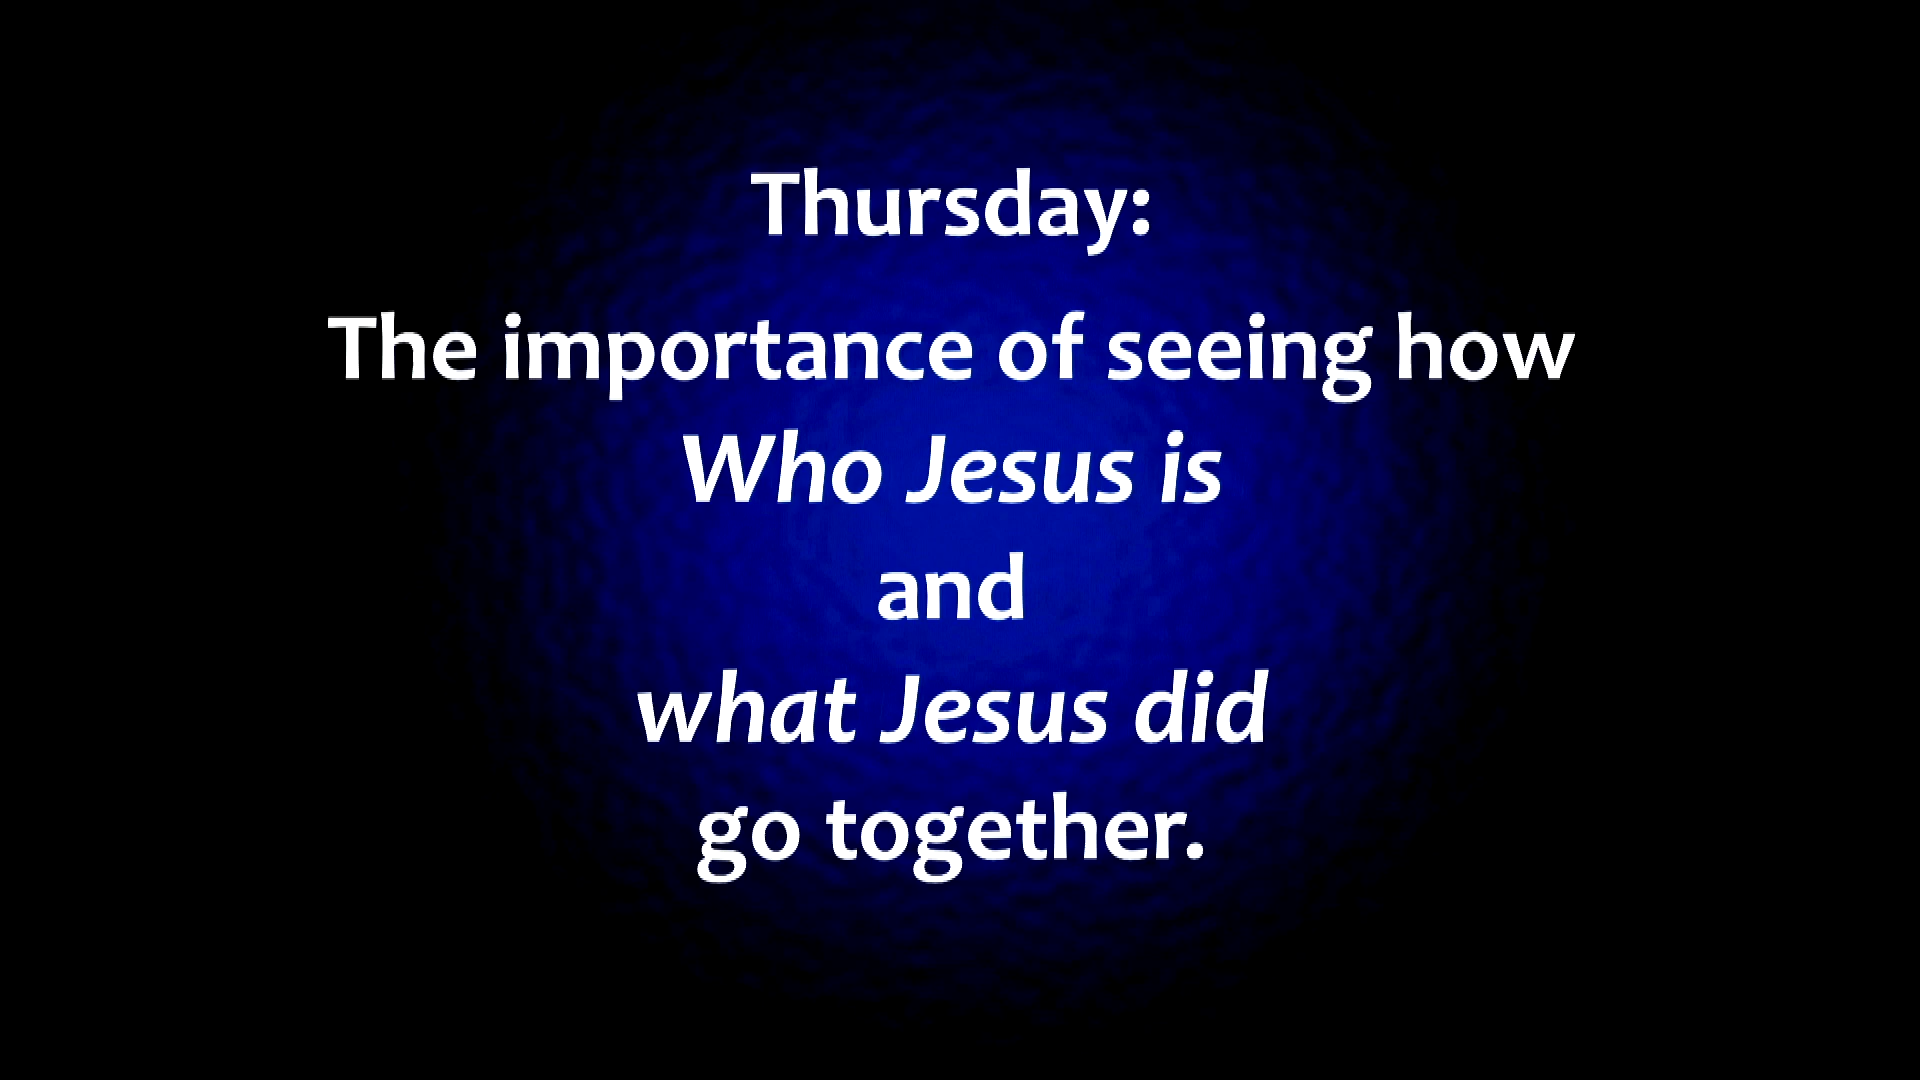 Thursday:
The importance of seeing how
Who Jesus is
and
what Jesus did
go together.